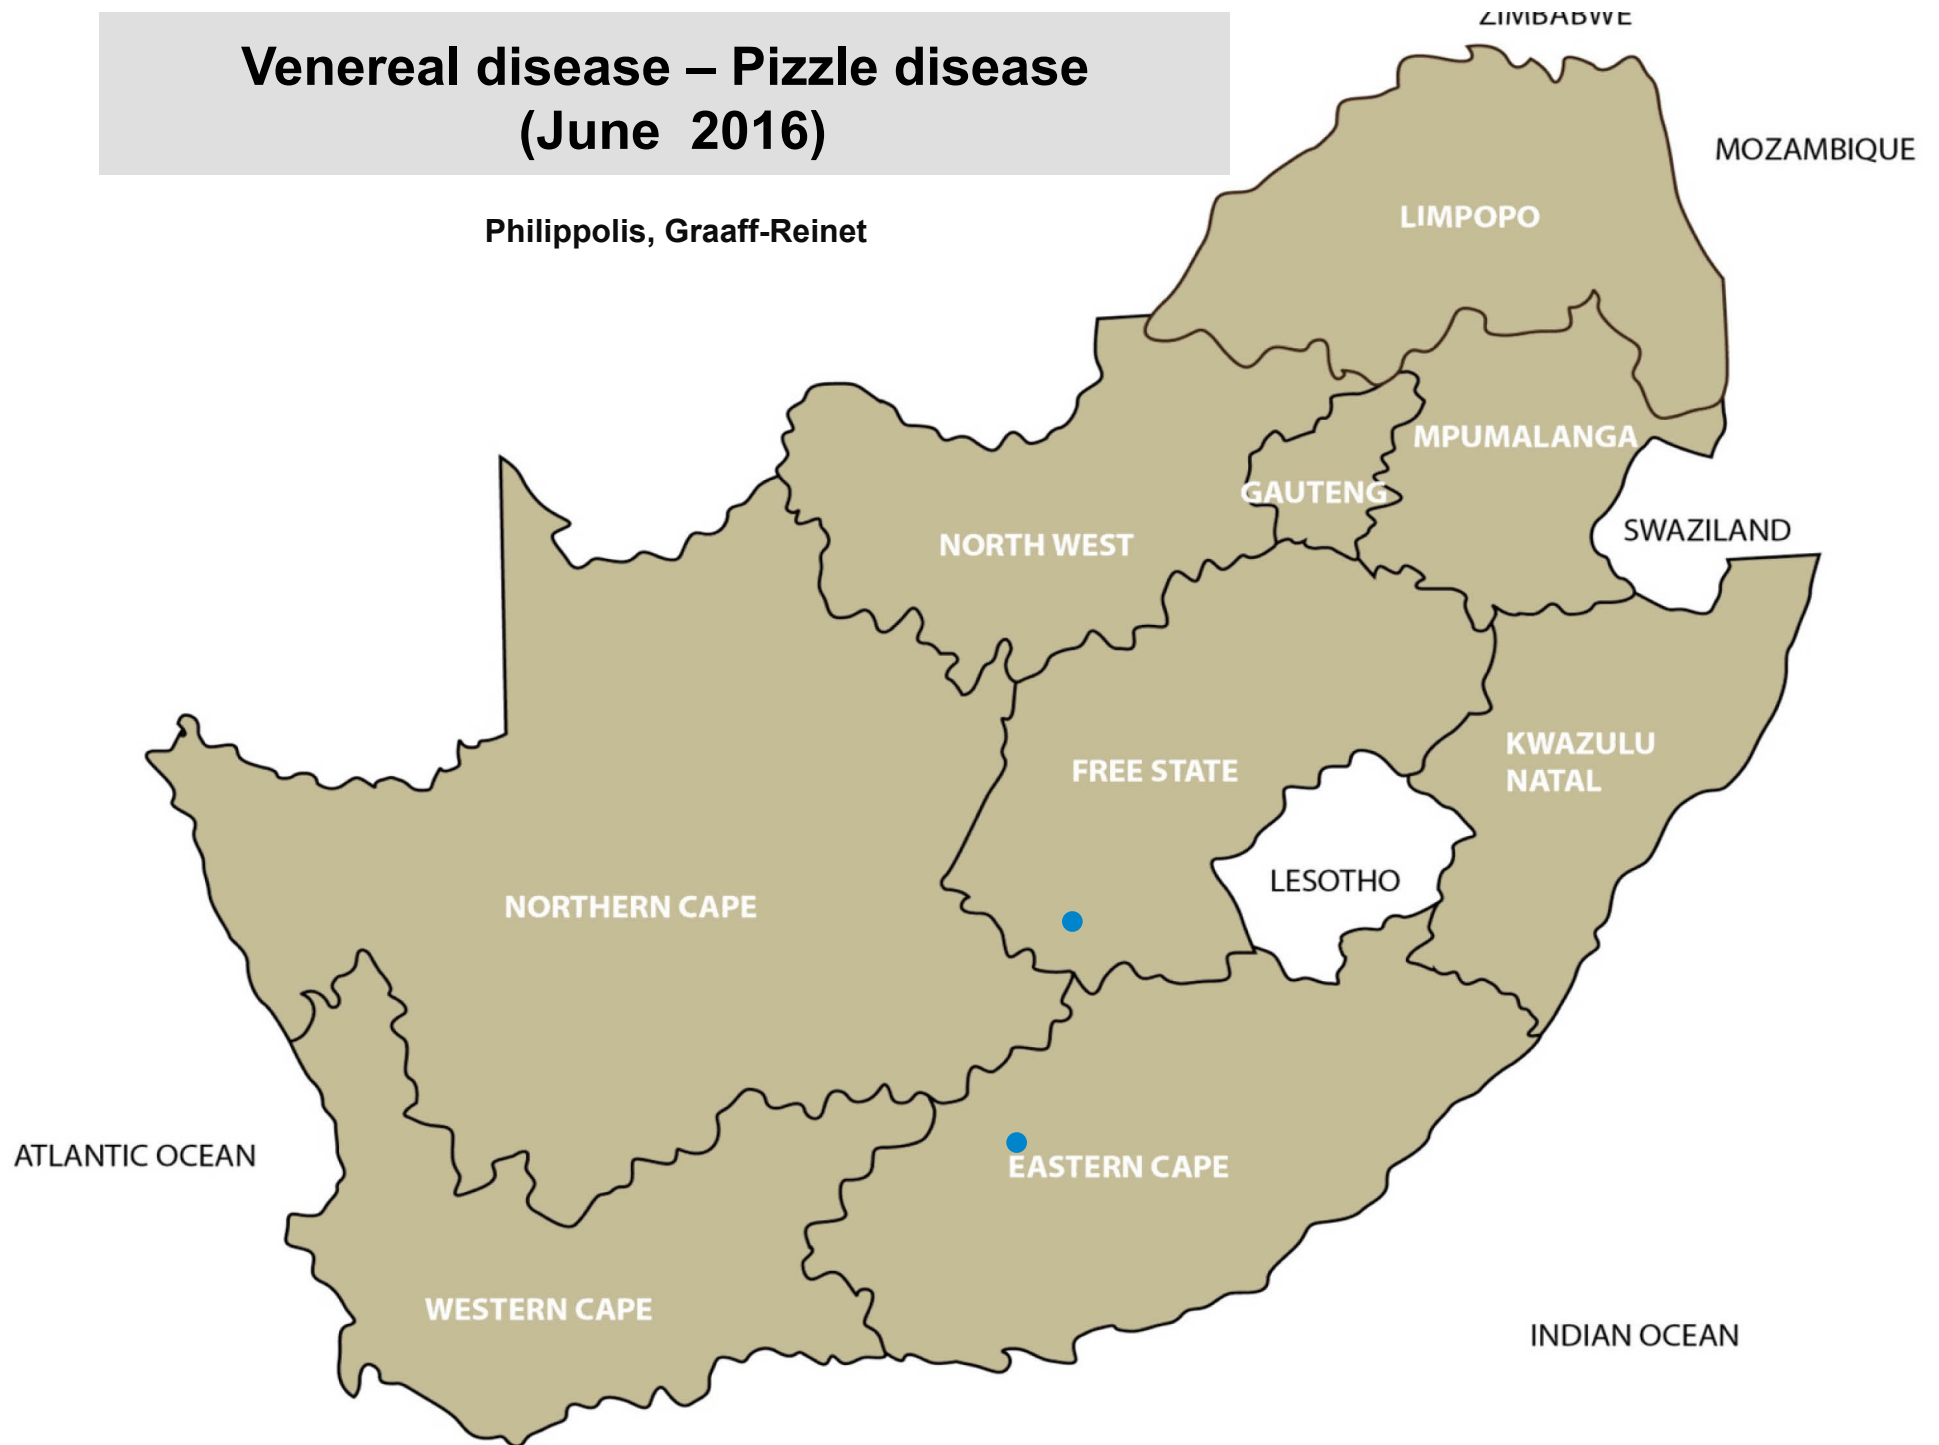 ZIMBABWE
Venereal disease – Pizzle disease
(June 2016)
MOZAMBIQUE
LIMPOPO
Philippolis, Graaff-Reinet
MPUMALANGA
GAUTENG
SWAZILAND
NORTH WEST
KWAZULU
NATAL
FREE STATE
LESOTHO
NORTHERN CAPE
ATLANTIC OCEAN
EASTERN CAPE
WESTERN CAPE
INDIAN OCEAN